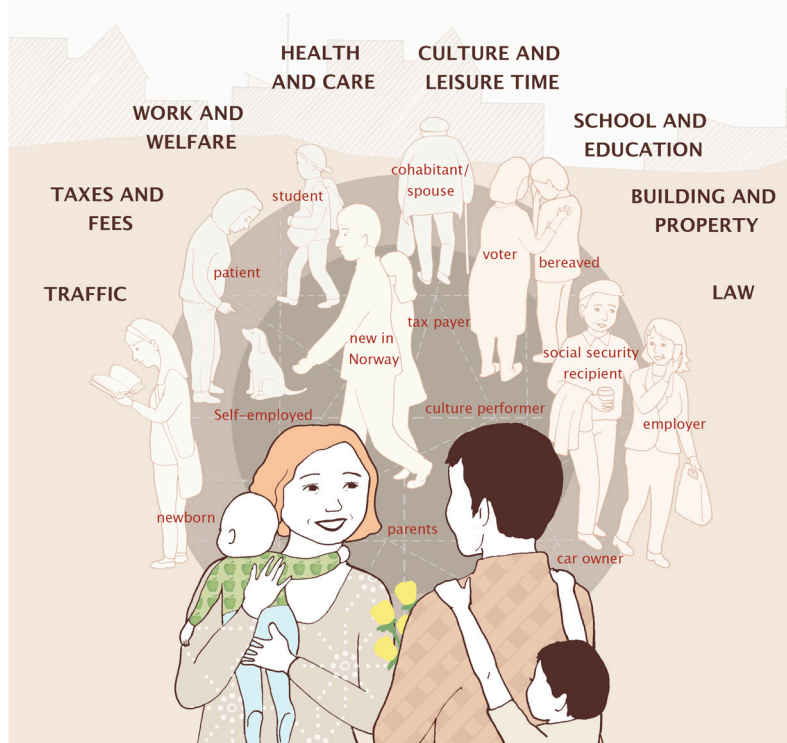 HEALTH
AND CARE
CULTURE AND
LEISURE TIME
WORK AND
WELFARE
SCHOOL AND
EDUCATION
TAXES AND
FEES
BUILDING AND
PROPERTY
TRAFFIC
LAW
student
cohabitant/
spouse
patient
voter
bereaved
tax payer
new in
Norway
social security
recipient
Self-employed
culture performer
employer
newborn
parents
car owner